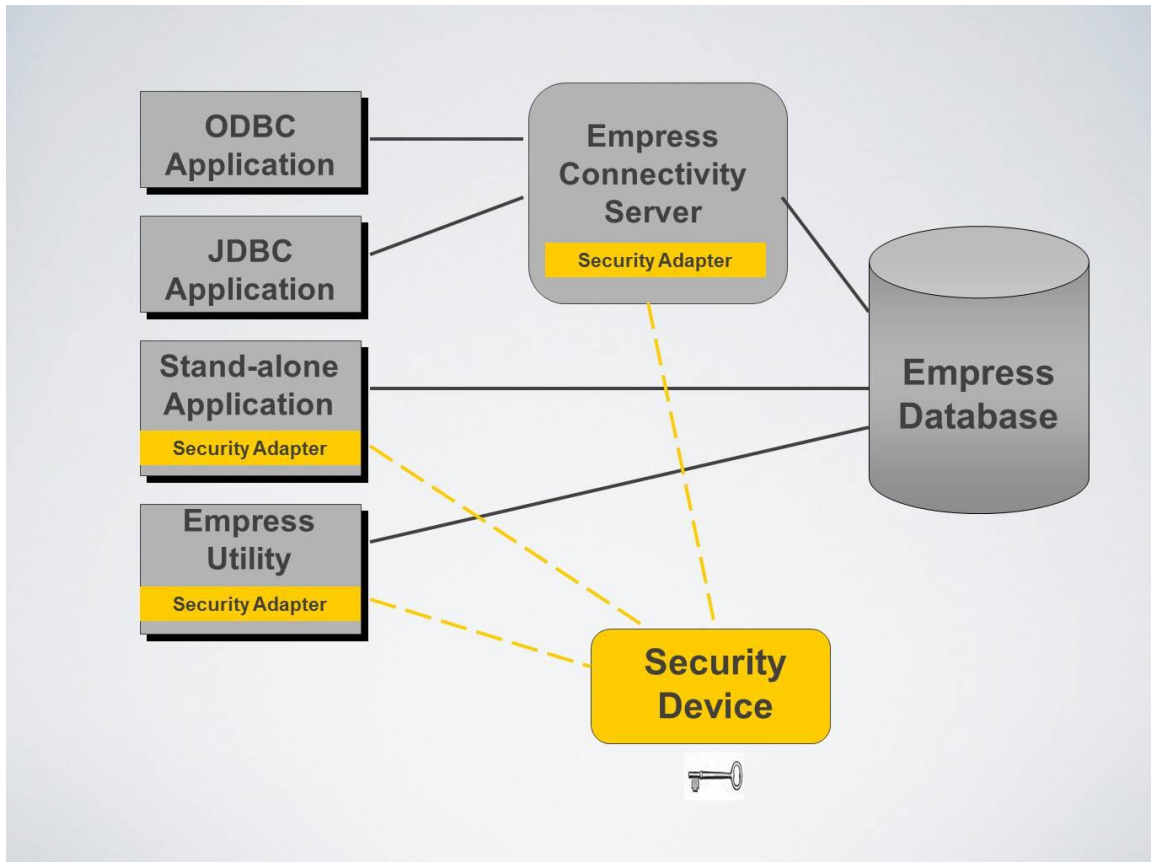 ODBC
Application
JDBC
Application
Stand-alone
Application
Security Adapter
Empress
Utility
Security Adapter
Empress
Connectivity
Server
Security Adapter
Empress
Database
Security
Device